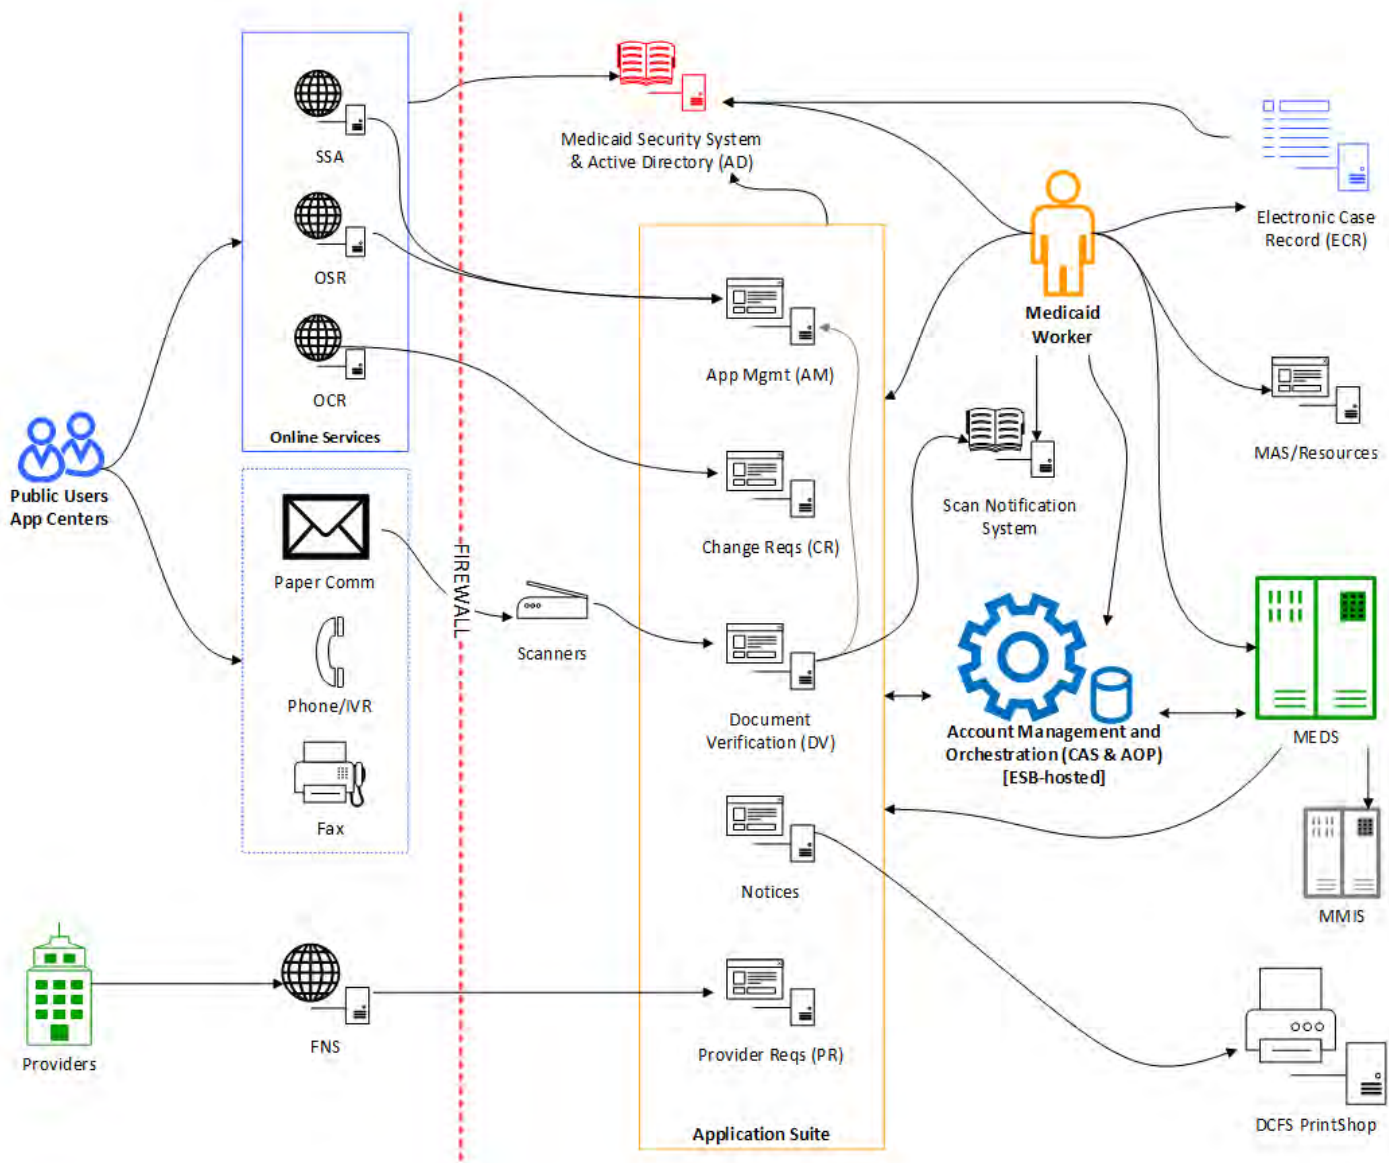 SSA
OSR
OCR
Online Services
Public Users
App Centers
Paper Comm
Phone/IVR
Fax
Providers
FNS
FIREWALL
Scanners
Medicaid Security System
& Active Directory (AD)
App Mgmt (AM)
Change Reqs (CR)
Document
Verification (DV)
Notices
Provider Reqs (PR)
Application Suite
Medicaid
Worker
Scan Notification
System
Account Management and
Orchestration (CAS & AOP)
[ESB-hosted]
Electronic Case
Record (ECR)
MAS/Resources
MEDS
MMIS
DCFS PrintShop